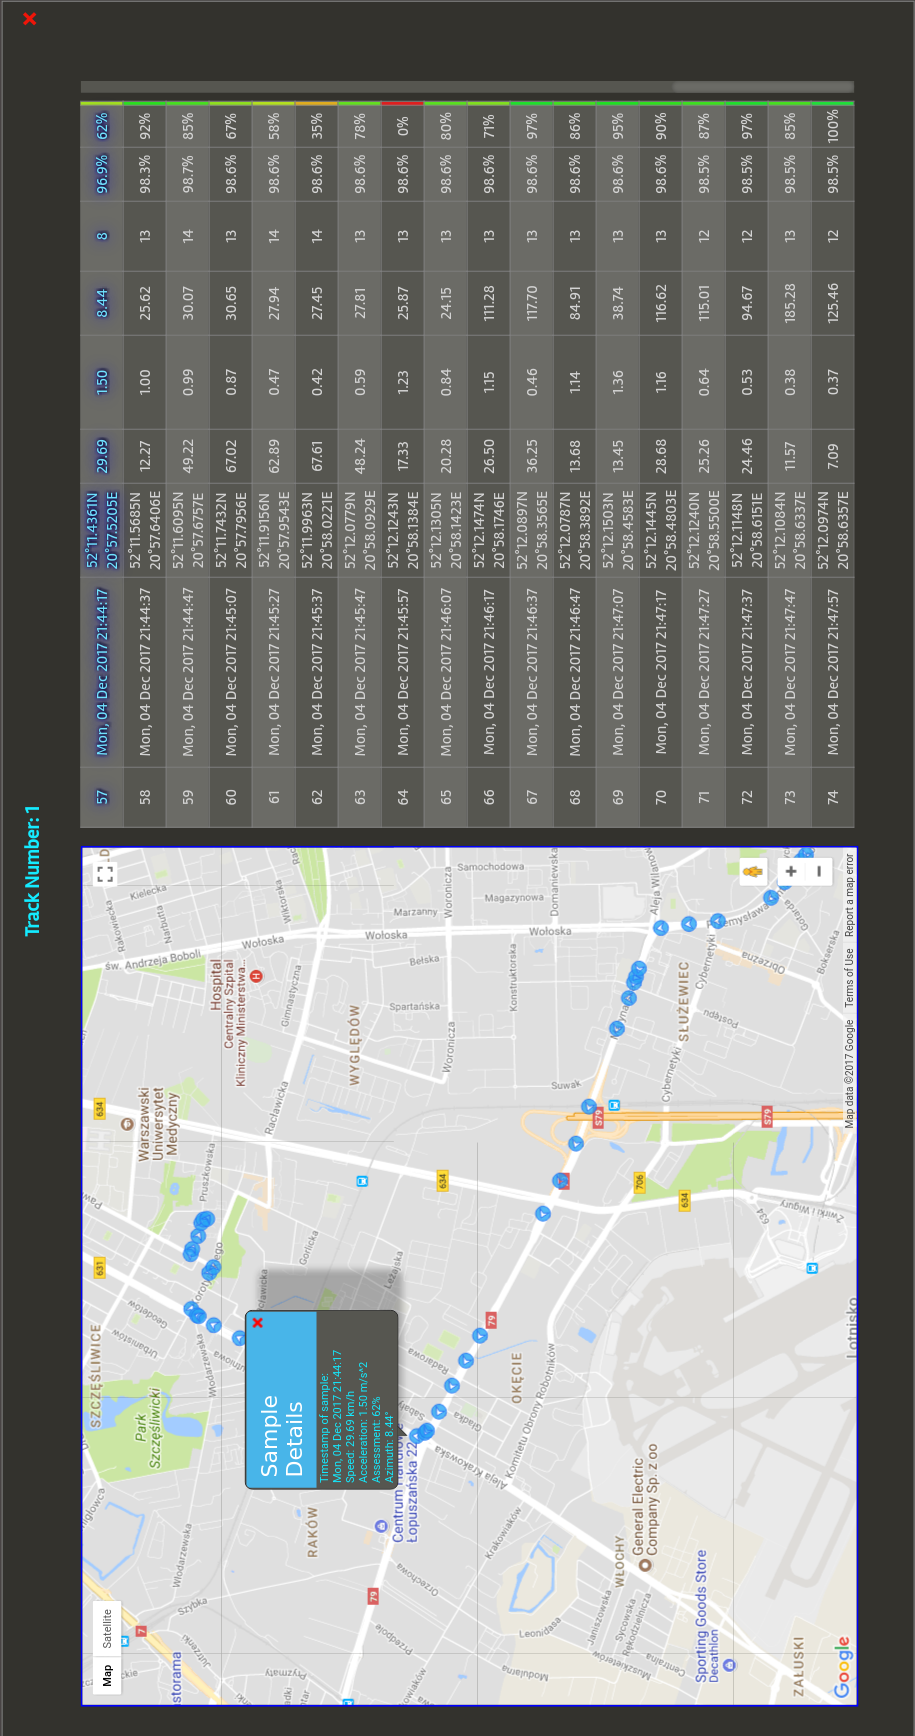 Track Number: 1
57 Mon, 04 Dec 2017 21:44:17 52°11.4361N 20°57.5205E 29.69 1.50 8.44 8 96.9% 62%
58 Mon, 04 Dec 2017 21:44:37 52°11.5685N 20°57.6406E 12.27 1.00 25.62 13 98.3% 92%
59 Mon, 04 Dec 2017 21:44:47 52°11.6095N 20°57.6757E 49.22 0.99 30.07 14 98.7% 85%
60 Mon, 04 Dec 2017 21:45:07 52°11.7432N 20°57.7956E 67.02 0.87 30.65 13 98.6% 67%
61 Mon, 04 Dec 2017 21:45:27 52°11.9156N 20°57.9543E 62.89 0.47 27.94 14 98.6% 58%
62 Mon, 04 Dec 2017 21:45:37 52°11.9963N 20°58.0221E 67.61 0.42 27.45 14 98.6% 35%
63 Mon, 04 Dec 2017 21:45:47 52°12.0779N 20°58.0929E 48.24 0.59 27.81 13 98.6% 78%
64 Mon, 04 Dec 2017 21:45:57 52°12.1243N 20°58.1384E 17.33 1.23 25.87 13 98.6% 0%
65 Mon, 04 Dec 2017 21:46:07 52°12.1305N 20°58.1423E 20.28 0.84 24.15 13 98.6% 80%
66 Mon, 04 Dec 2017 21:46:17 52°12.1474N 20°58.1746E 26.50 1.15 111.28 13 98.6% 71%
67 Mon, 04 Dec 2017 21:46:37 52°12.0897N 20°58.3565E 36.25 0.46 117.70 13 98.6% 97%
68 Mon, 04 Dec 2017 21:46:47 52°12.0787N 20°58.3892E 13.68 1.14 84.91 13 98.6% 86%
69 Mon, 04 Dec 2017 21:47:07 52°12.1503N 20°58.4583E 13.45 1.36 38.74 13 98.6% 95%
70 Mon, 04 Dec 2017 21:47:17 52°12.1445N 20°58.4803E 28.68 1.16 116.62 13 98.6% 90%
71 Mon, 04 Dec 2017 21:47:27 52°12.1240N 20°58.5500E 25.26 0.64 115.01 12 98.5% 87%
72 Mon, 04 Dec 2017 21:47:37 52°12.1148N 20°58.6151E 24.46 0.53 94.67 12 98.5% 97%
73 Mon, 04 Dec 2017 21:47:47 52°12.1084N 20°58.6337E 11.57 0.38 185.28 13 98.5% 85%
74 Mon, 04 Dec 2017 21:47:57 52°12.0974N 20°58.6357E 7.09 0.37 125.46 12 98.5% 100%
Map Satellite
Sample
Details
Timestamp of sample:
Mon, 04 Dec 2017 21:44:17
Speed: 29.69 km/h
Acceleration: 1.50 m/s^2
Assessment: 62%
Azimuth: 8.44°
SZCZĘŚLIWICE
Park
Szczęśliwicki
Warszawski
Uniwersytet
Medyczny
Hospital
Centralny Szpital
Kliniczny Ministerstwa...
św. Andrzeja Boboli
Rakowiecka
Kielecka
Narbutta
Wiktorska
Wołoska
Wołoska
Wołoska
Gimnastyczna
Racławicka
Pruszkowska
WYGLĘDÓW
Marzanny
Bełska
Spartańska
Woronicza
Woronicza
Samochodowa
Magazynowa
Konstruktorska
Domaniewska
Suwak
SŁUŻEWIEC
Cybernetyki
Cybernetyki
Postępu
Obrzeżna
Gotarda
Bokserska
634
634
634
634
631
706
S79
S79
79
79
7
Geodetów
Urbanistów
Włodarzewska
Włodarzewska
Gorlicka
Leżajska
Radarowa
Sabały
Gładka
Aleja Krakowska
OKĘCIE
Komitetu Obrony Robotników
RAKÓW
Łopuszańska 22
Krakowiaków
Orzechowa
Przedpole
Szybka
Jutrzenki
Pryzmaty
storama
General Electric
Company Sp. z oo
WŁOCHY
Leonidasa
Janiszowska
Sycowska
Rękodzielnicza
Muszkieterów
Centralna
Modularna
Sporting Goods Store
Decathlon
ZAŁUSKI
Żwirki i Wigury
Lotnisko
Google
Map data ©2017 Google Terms of Use Report a map error